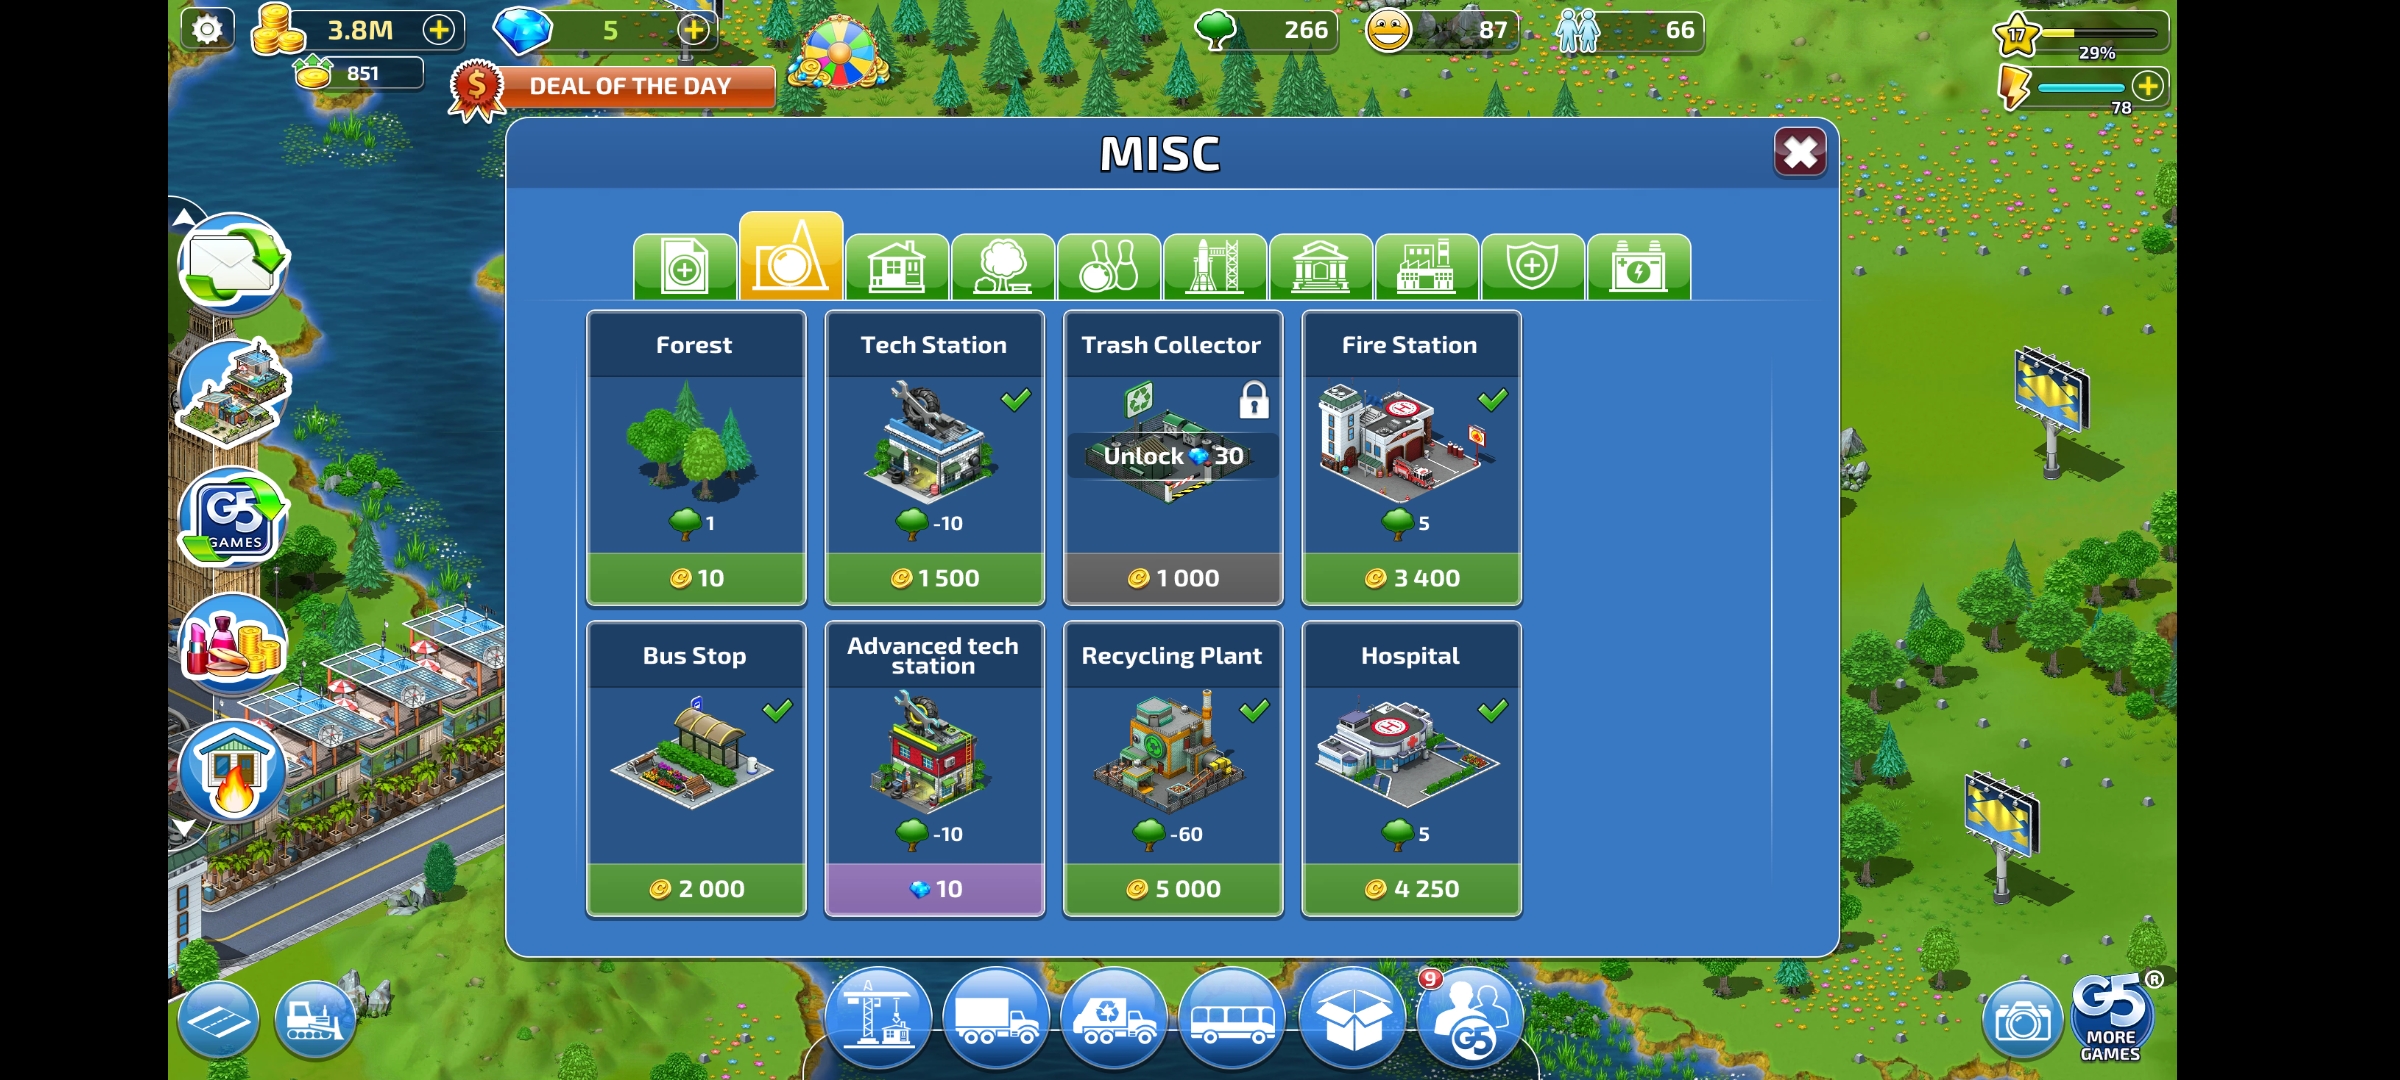 3.8M
5
266
87
66
17
29%
851
78
DEAL OF THE DAY
MISC
Forest
Tech Station
Trash Collector
Fire Station
Unlock 30
1
-10
5
10
1 500
1 000
3 400
Bus Stop
Advanced tech
station
Recycling Plant
Hospital
-10
-60
5
2 000
10
5 000
4 250
G5
GAMES
9
G5
G5®
MORE
GAMES